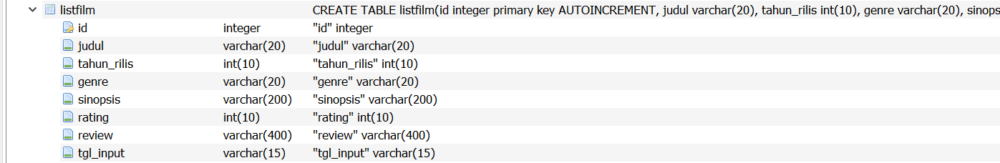 listfilm CREATE TABLE listfilm(id integer primary key AUTOINCREMENT, judul varchar(20), tahun_rilis int(10), genre varchar(20), sinops
id integer "id" integer
judul varchar(20) "judul" varchar(20)
tahun_rilis int(10) "tahun_rilis" int(10)
genre varchar(20) "genre" varchar(20)
sinopsis varchar(200) "sinopsis" varchar(200)
rating int(10) "rating" int(10)
review varchar(400) "review" varchar(400)
tgl_input varchar(15) "tgl_input" varchar(15)